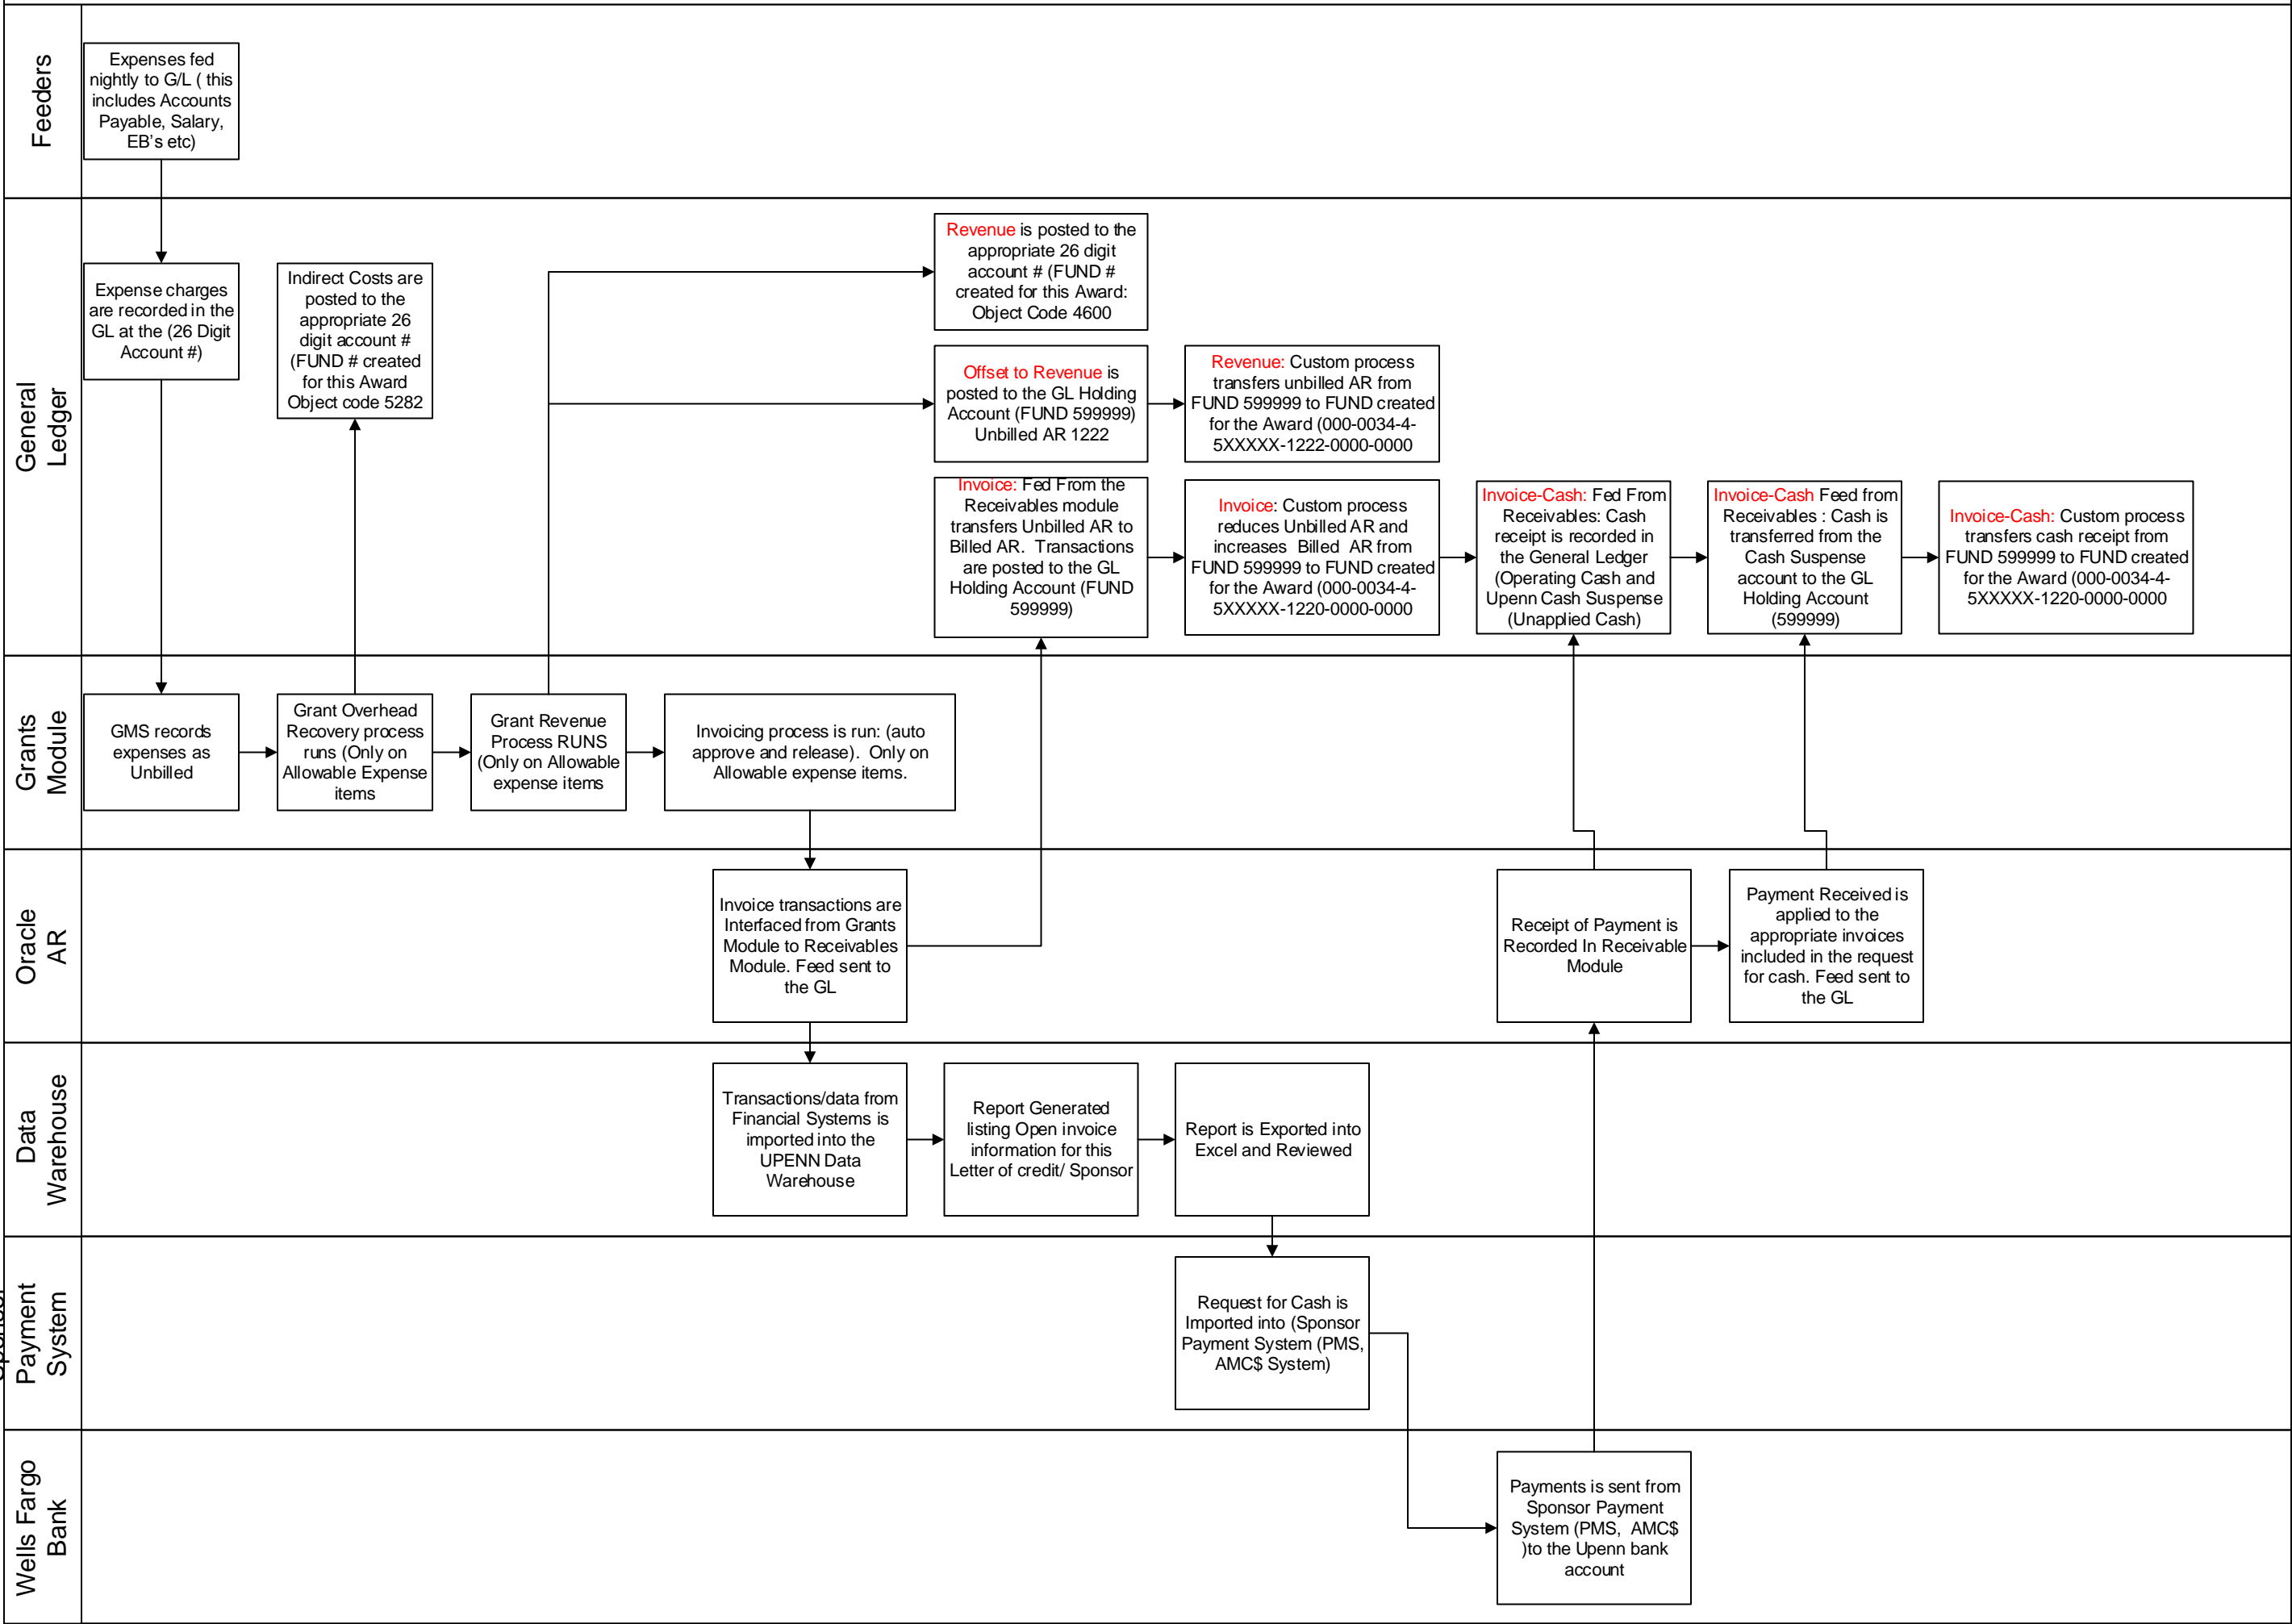 Feeders
Expenses fed
nightly to G/L ( this
includes Accounts
Payable, Salary,
EB's etc)
General
Ledger
Expense charges
are recorded in the
GL at the (26 Digit
Account #)
Indirect Costs are
posted to the
appropriate 26
digit account #
(FUND # created
for this Award
Object code 5282
Revenue is posted to the
appropriate 26 digit
account # (FUND #
created for this Award:
Object Code 4600
Offset to Revenue is
posted to the GL Holding
Account (FUND 599999)
Unbilled AR 1222
Revenue: Custom process
transfers unbilled AR from
FUND 599999 to FUND created
for the Award (000-0034-4-
5XXXXX-1222-0000-0000
Invoice: Fed From the
Receivables module
transfers Unbilled AR to
Billed AR. Transactions
are posted to the GL
Holding Account (FUND
599999)
Invoice: Custom process
reduces Unbilled AR and
increases Billed AR from
FUND 599999 to FUND created
for the Award (000-0034-4-
5XXXXX-1220-0000-0000
Invoice-Cash: Fed From
Receivables: Cash
receipt is recorded in
the General Ledger
(Operating Cash and
Upenn Cash Suspense
(Unapplied Cash)
Invoice-Cash Feed from
Receivables : Cash is
transferred from the
Cash Suspense
account to the GL
Holding Account
(599999)
Invoice-Cash: Custom process
transfers cash receipt from
FUND 599999 to FUND created
for the Award (000-0034-4-
5XXXXX-1220-0000-0000
Grants
Module
GMS records
expenses as
Unbilled
Grant Overhead
Recovery process
runs (Only on
Allowable Expense
items
Grant Revenue
Process RUNS
(Only on Allowable
expense items
Invoicing process is run: (auto
approve and release). Only on
Allowable expense items.
Oracle
AR
Invoice transactions are
Interfaced from Grants
Module to Receivables
Module. Feed sent to
the GL
Receipt of Payment is
Recorded In Receivable
Module
Payment Received is
applied to the
appropriate invoices
included in the request
for cash. Feed sent to
the GL
Data
Warehouse
Transactions/data from
Financial Systems is
imported into the
UPENN Data
Warehouse
Report Generated
listing Open invoice
information for this
Letter of credit/ Sponsor
Report is Exported into
Excel and Reviewed
Payment
System
Request for Cash is
Imported into (Sponsor
Payment System (PMS,
AMC$ System)
Wells Fargo
Bank
Payments is sent from
Sponsor Payment
System (PMS, AMC$
)to the Upenn bank
account